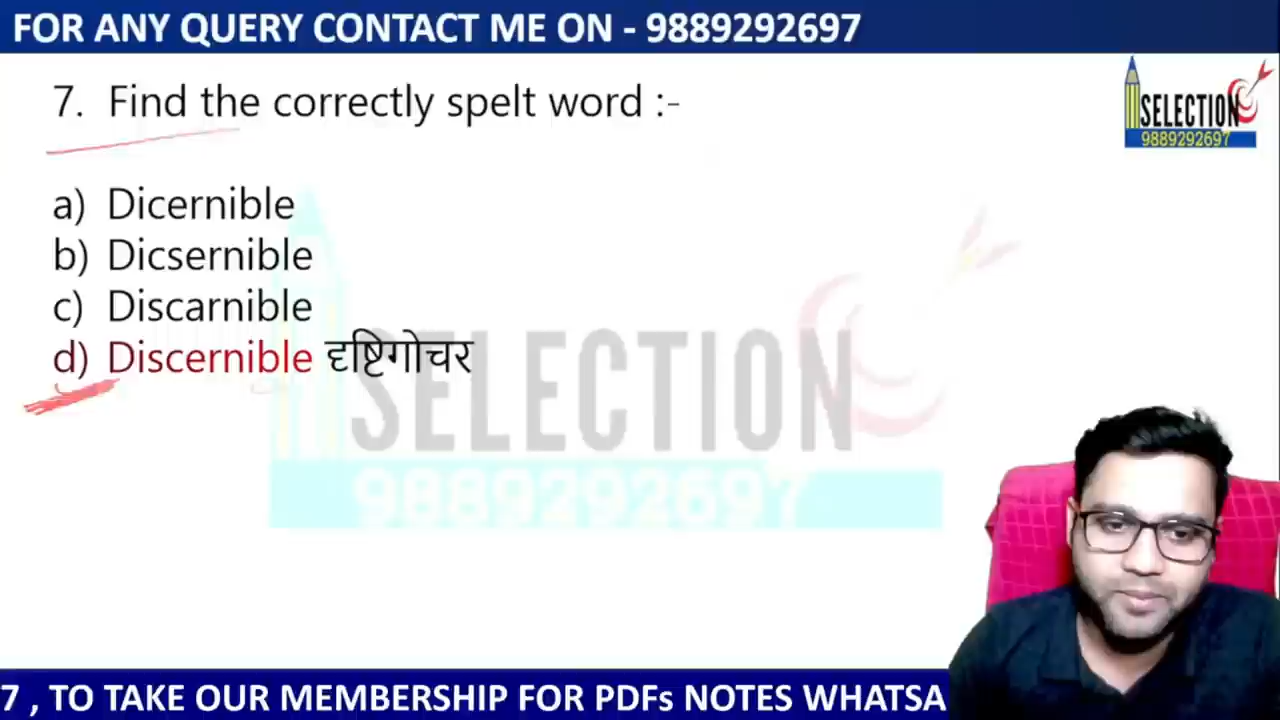 FOR ANY QUERY CONTACT ME ON - 9889292697
SELECTION
9889292697
7. Find the correctly spelt word :-
a) Dicernible
b) Dicsernible
c) Discarnible
d) Discernible दृष्टिगोचर
SELECTION
9889292697
7 , TO TAKE OUR MEMBERSHIP FOR PDFs NOTES WHATSA